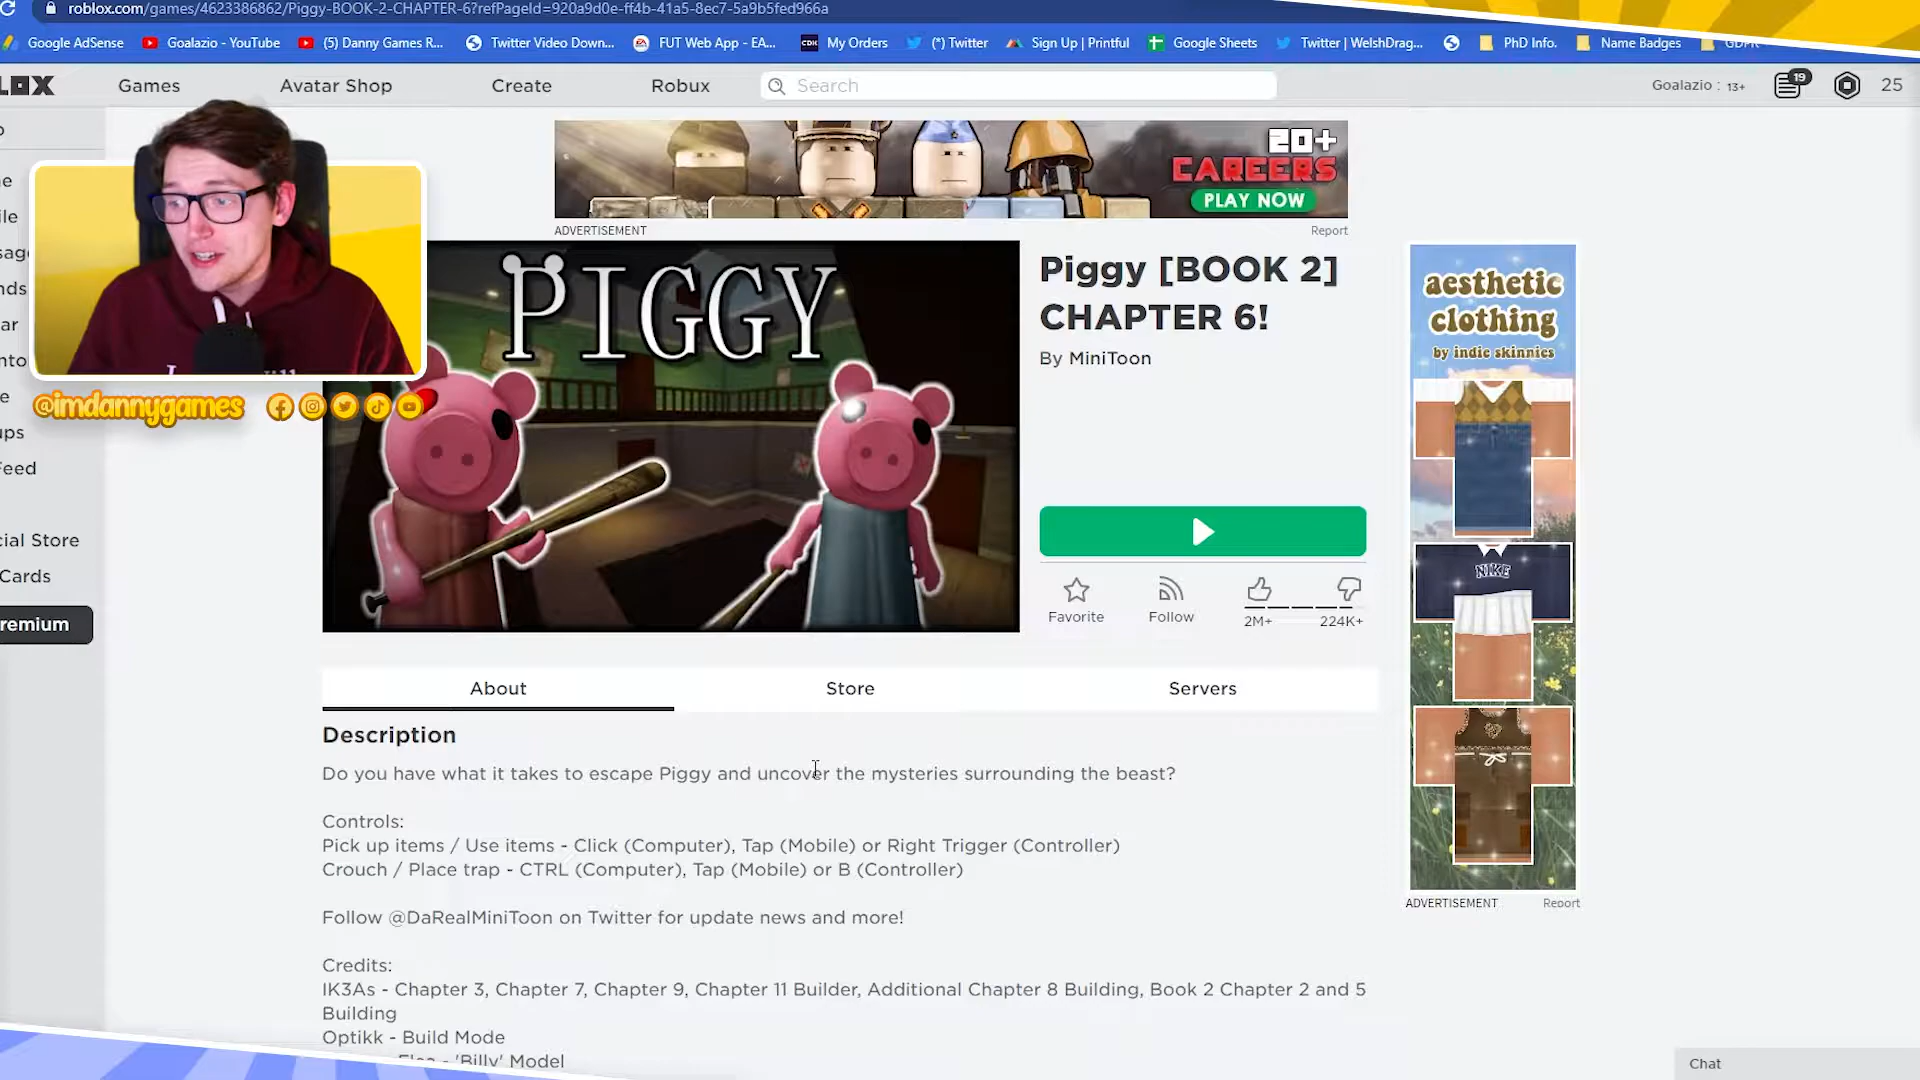 roblox.com/games/4623386862/Piggy-BOOK-2-CHAPTER-6?refPageId=920a9d0e-ff4b-41a5-8ec7-5a9b5fed966a
Google AdSense Goalazio - YouTube (5) Danny Games R... Twitter Video Down... FUT Web App - EA... My Orders (*) Twitter Sign Up | Printful Google Sheets Twitter | WelshDrag... PhD Info. Name Badges GDPR
LOX Games Avatar Shop Create Robux Search Goalazio : 13+ 19 25
20+
CAREERS
PLAY NOW
ADVERTISEMENT Report
@imdannygames
PIGGY
Piggy [BOOK 2]
CHAPTER 6!
By MiniToon
Favorite Follow 2M+ 224K+
ile
nds
ar
ups
Feed
cial Store
Cards
remium
aesthetic
clothing
by indie skinnies
NIKE
ADVERTISEMENT Report
About Store Servers
Description
Do you have what it takes to escape Piggy and uncover the mysteries surrounding the beast?
Controls:
Pick up items / Use items - Click (Computer), Tap (Mobile) or Right Trigger (Controller)
Crouch / Place trap - CTRL (Computer), Tap (Mobile) or B (Controller)
Follow @DaRealMiniToon on Twitter for update news and more!
Credits:
IK3As - Chapter 3, Chapter 7, Chapter 9, Chapter 11 Builder, Additional Chapter 8 Building, Book 2 Chapter 2 and 5
Building
Optikk - Build Mode
- 'Billy' Model
Chat